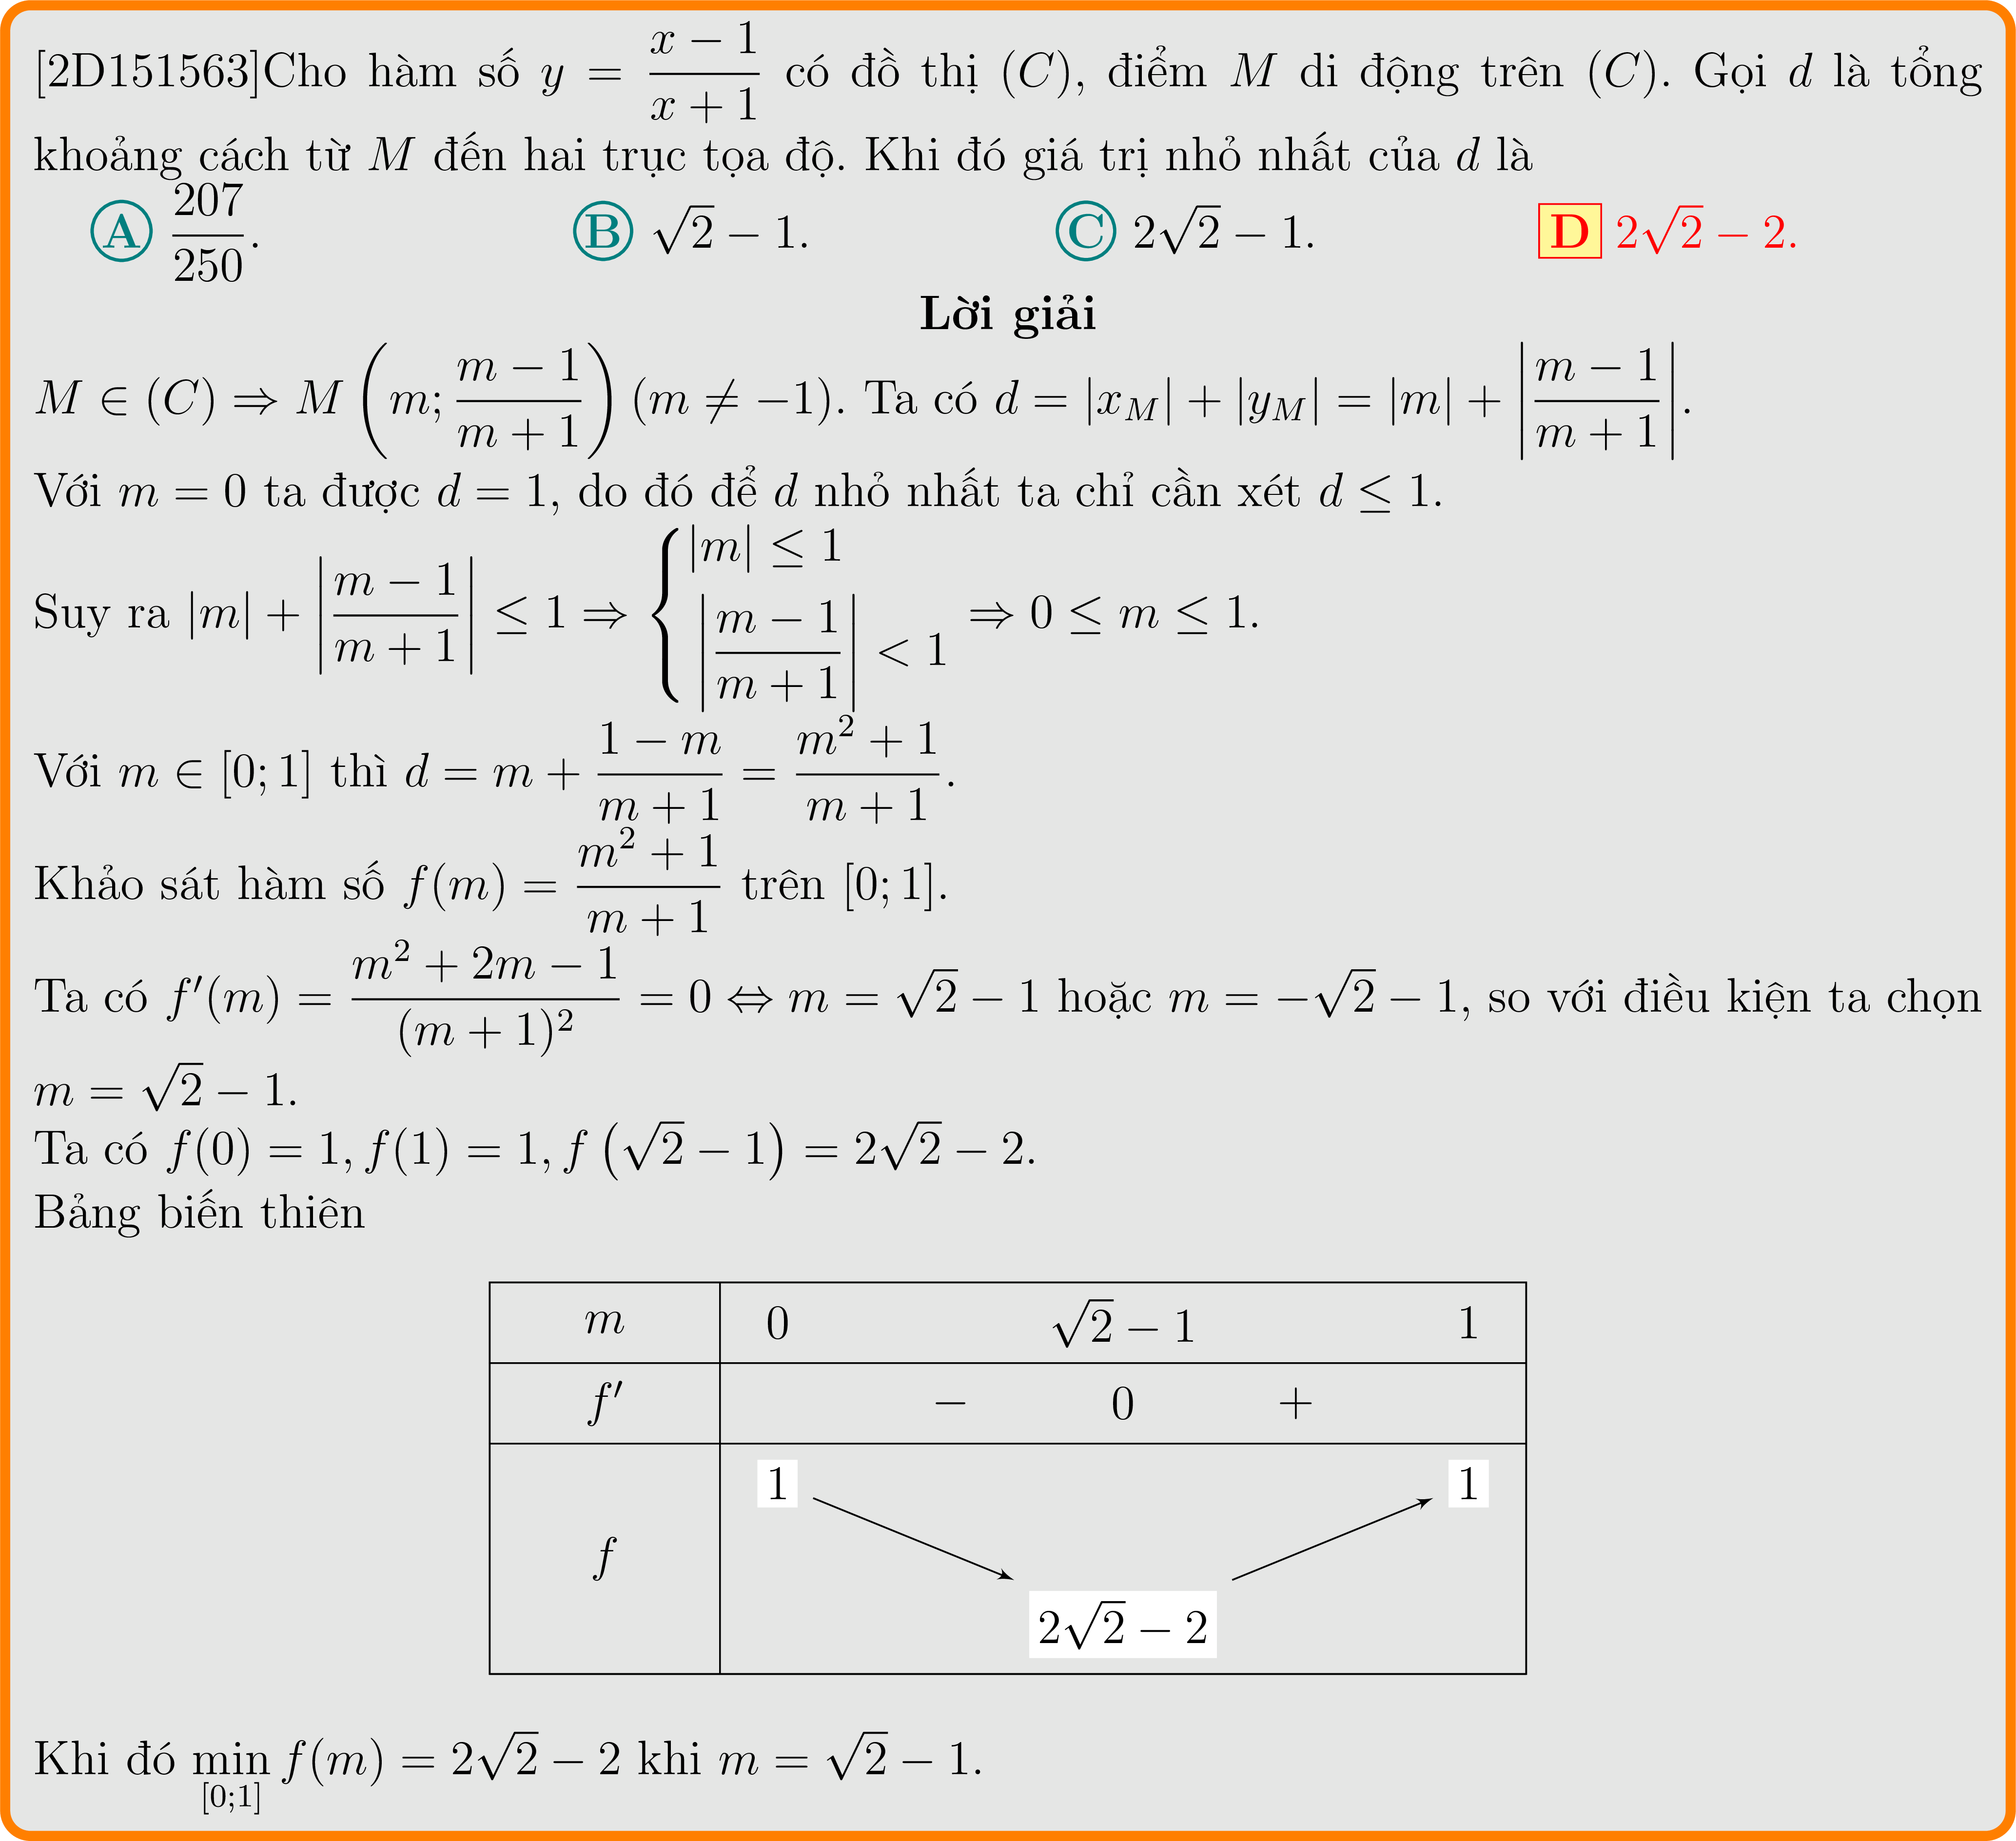 [2D151563]Cho hàm số $y = \dfrac{x-1}{x+1}$ có đồ thị $(C)$, điểm $M$ di động trên $(C)$. Gọi $d$ là tổng
khoảng cách từ $M$ đến hai trục tọa độ. Khi đó giá trị nhỏ nhất của $d$ là
A $\dfrac{207}{250}$. B $\sqrt{2}-1$. C $2\sqrt{2}-1$. D $2\sqrt{2}-2$.
Lời giải
$M \in (C) \Rightarrow M\left(m; \dfrac{m-1}{m+1}\right) (m \neq -1)$. Ta có $d = |x_M| + |y_M| = |m| + \left|\dfrac{m-1}{m+1}\right|$.
Với $m = 0$ ta được $d = 1$, do đó để $d$ nhỏ nhất ta chỉ cần xét $d \leq 1$.
Suy ra $|m| + \left|\dfrac{m-1}{m+1}\right| \leq 1 \Rightarrow \begin{cases} |m| \leq 1 \\ \left|\dfrac{m-1}{m+1}\right| < 1 \end{cases} \Rightarrow 0 \leq m \leq 1$.
Với $m \in [0;1]$ thì $d = m + \dfrac{1-m}{m+1} = \dfrac{m^2+1}{m+1}$.
Khảo sát hàm số $f(m) = \dfrac{m^2+1}{m+1}$ trên $[0;1]$.
Ta có $f'(m) = \dfrac{m^2+2m-1}{(m+1)^2} = 0 \Leftrightarrow m = \sqrt{2}-1$ hoặc $m = -\sqrt{2}-1$, so với điều kiện ta chọn
$m = \sqrt{2}-1$.
Ta có $f(0) = 1, f(1) = 1, f\left(\sqrt{2}-1\right) = 2\sqrt{2}-2$.
Bảng biến thiên
$m$ 0 $\sqrt{2}-1$ 1
$f'$ − 0 +
1 1
$f$
$2\sqrt{2}-2$
Khi đó $\min\limits_{[0;1]} f(m) = 2\sqrt{2}-2$ khi $m = \sqrt{2}-1$.